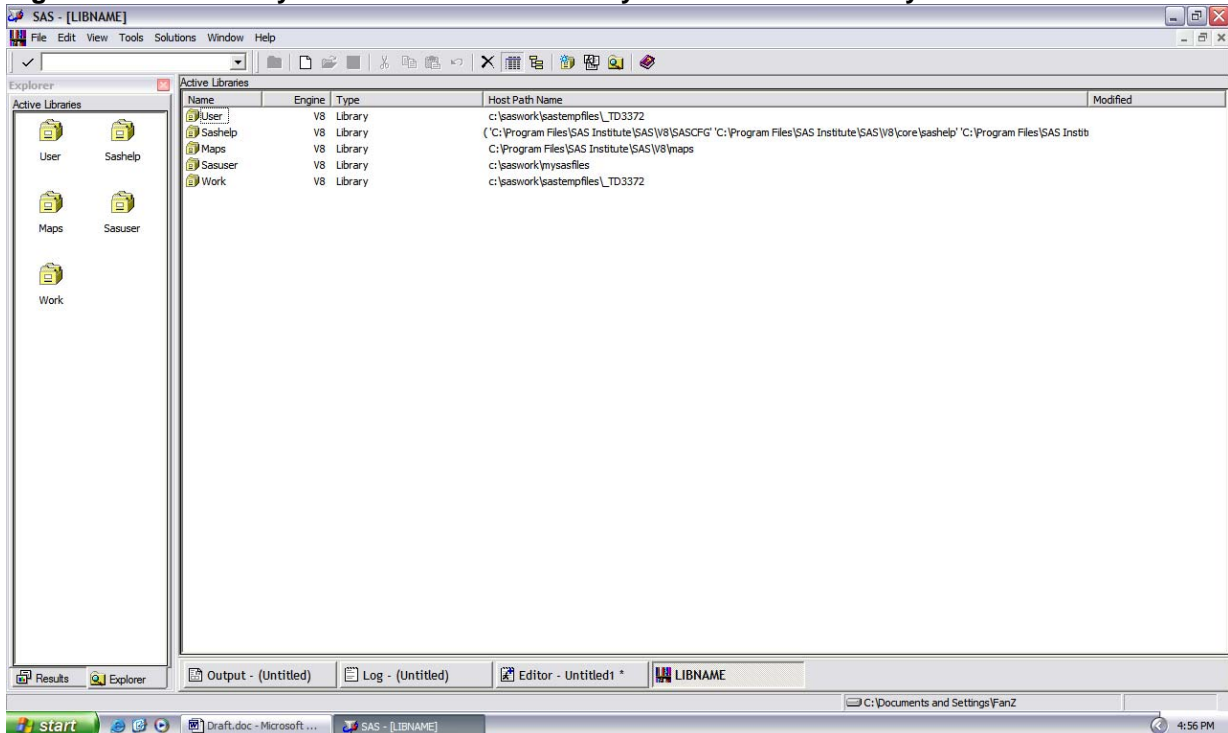 SAS - [LIBNAME]
File Edit View Tools Solutions Window Help
Explorer
Active Libraries
User Sashelp
Maps Sasuser
Work
Results Explorer
Active Libraries
Name Engine Type Host Path Name Modified
User V8 Library c:\saswork\sastempfiles\_TD3372
Sashelp V8 Library ( 'C:\Program Files\SAS Institute\SAS\V8\SASCFG' 'C:\Program Files\SAS Institute\SAS\V8\core\sashelp' 'C:\Program Files\SAS Instit
Maps V8 Library C:\Program Files\SAS Institute\SAS\V8\maps
Sasuser V8 Library c:\saswork\mysasfiles
Work V8 Library c:\saswork\sastempfiles\_TD3372
Output - (Untitled) Log - (Untitled) Editor - Untitled1 * LIBNAME
C:\Documents and Settings\FanZ
start Draft.doc - Microsoft ... SAS - [LIBNAME] 4:56 PM